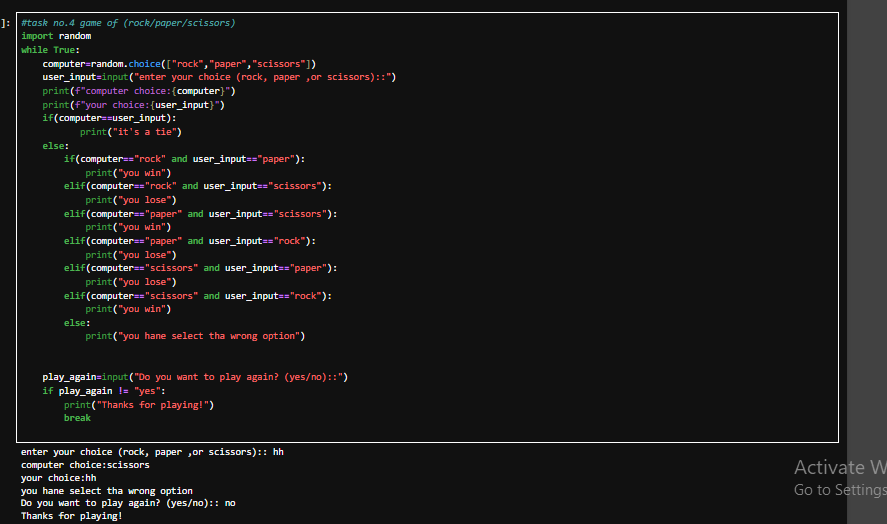 ]: #task no.4 game of (rock/paper/scissors)
import random
while True:
    computer=random.choice(["rock","paper","scissors"])
    user_input=input("enter your choice (rock, paper ,or scissors)::")
    print(f"computer choice:{computer}")
    print(f"your choice:{user_input}")
    if(computer==user_input):
           print("it's a tie")
    else:
        if(computer=="rock" and user_input=="paper"):
            print("you win")
        elif(computer=="rock" and user_input=="scissors"):
            print("you lose")
        elif(computer=="paper" and user_input=="scissors"):
            print("you win")
        elif(computer=="paper" and user_input=="rock"):
            print("you lose")
        elif(computer=="scissors" and user_input=="paper"):
            print("you lose")
        elif(computer=="scissors" and user_input=="rock"):
            print("you win")
        else:
            print("you hane select tha wrong option")
    play_again=input("Do you want to play again? (yes/no)::")
    if play_again != "yes":
        print("Thanks for playing!")
        break
enter your choice (rock, paper ,or scissors):: hh
computer choice:scissors
your choice:hh
you hane select tha wrong option
Do you want to play again? (yes/no):: no
Thanks for playing!
Activate W
Go to Settings